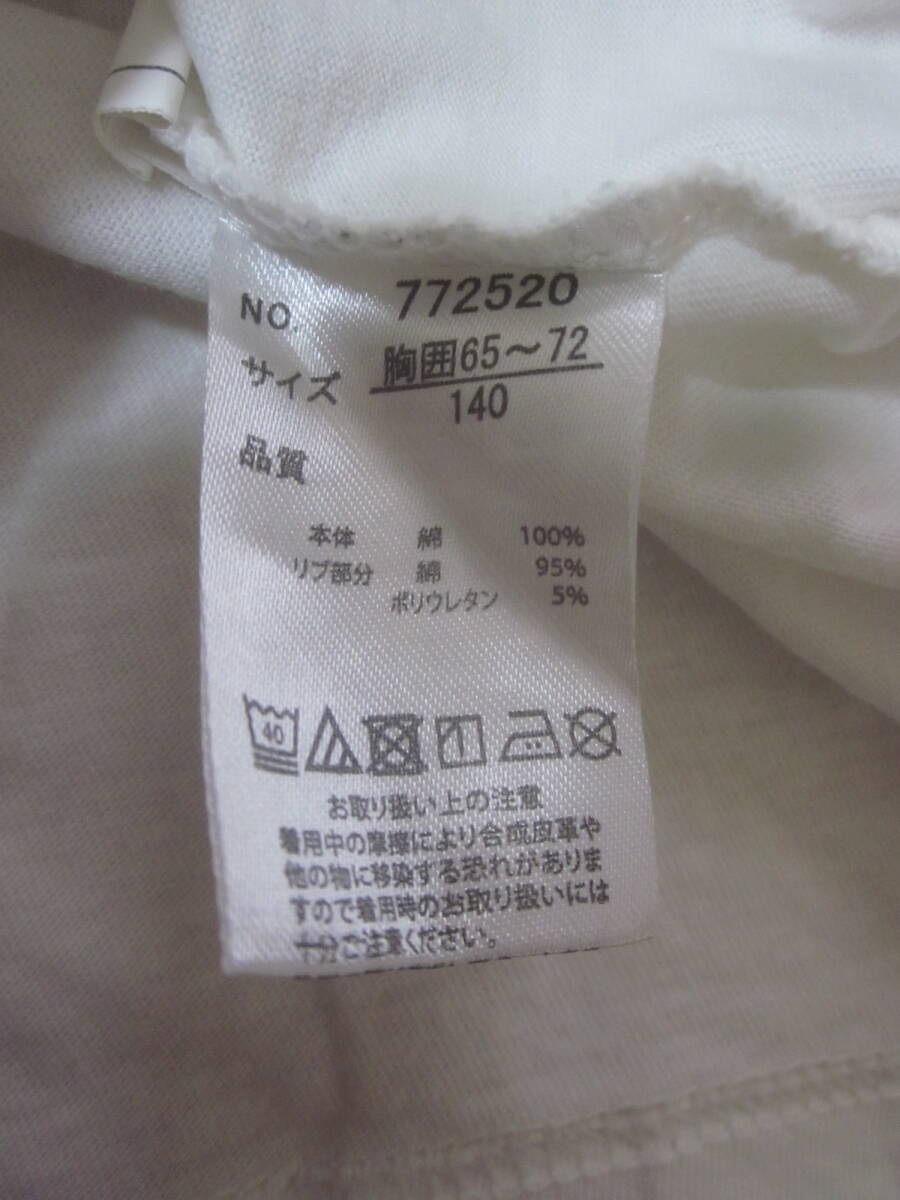 NO. 772520
サイズ 胸囲65～72
140
品質
本体 綿 100%
リブ部分 綿 95%
ポリウレタン 5%
40
お取り扱い上の注意
着用中の摩擦により合成皮革や
他の物に移染する恐れがありま
すので着用時のお取り扱いには
十分ご注意ください。